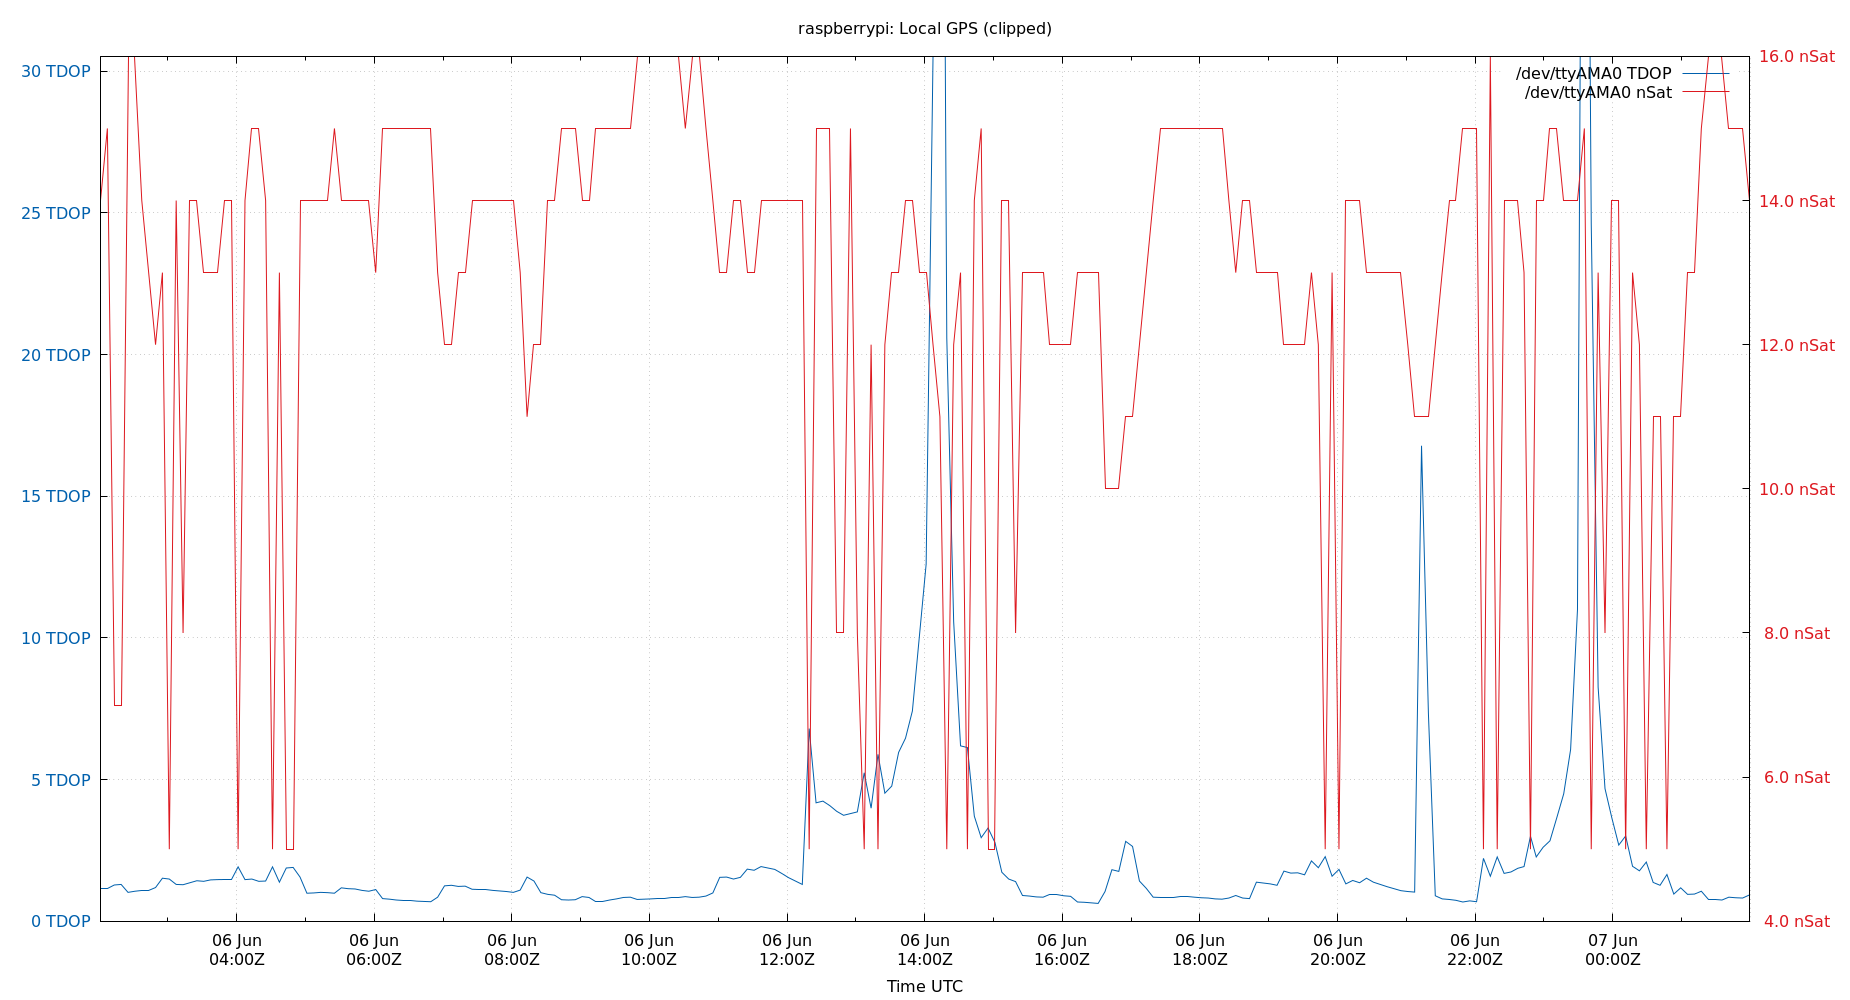 raspberrypi: Local GPS (clipped)
/dev/ttyAMA0 TDOP
/dev/ttyAMA0 nSat
30 TDOP
25 TDOP
20 TDOP
15 TDOP
10 TDOP
5 TDOP
0 TDOP
16.0 nSat
14.0 nSat
12.0 nSat
10.0 nSat
8.0 nSat
6.0 nSat
4.0 nSat
06 Jun 06 Jun 06 Jun 06 Jun 06 Jun 06 Jun 06 Jun 06 Jun 06 Jun 06 Jun 07 Jun
04:00Z 06:00Z 08:00Z 10:00Z 12:00Z 14:00Z 16:00Z 18:00Z 20:00Z 22:00Z 00:00Z
Time UTC